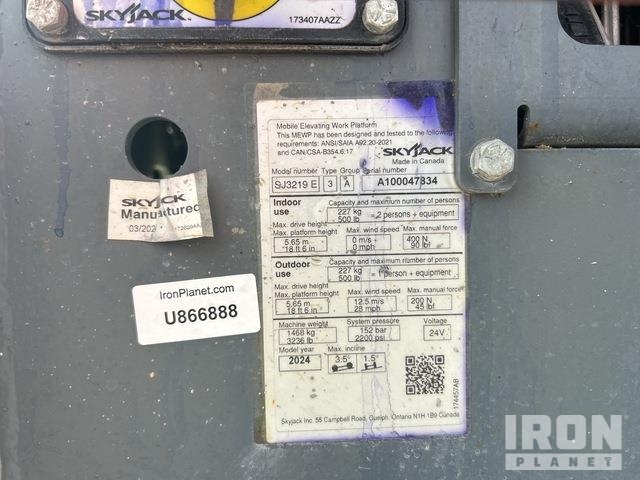 SKYJACK
173407AAZZ
Mobile Elevating Work Platform
This MEWP has been designed and tested to the following
requirements: ANSI/SAIA A92.20-2021
and CAN/CSA-B354.6:17
SKYJACK
Made in Canada
Model number Type Group Serial number
SJ3219 E 3 A A100047834
Indoor use
Capacity and maximum number of persons
227 kg
500 lb = 2 persons + equipment
Max. drive height
Max. platform height Max. wind speed Max. manual force
5.65 m 0 m/s 400 N
18 ft 6 in 0 mph 90 lbf
Outdoor use
Capacity and maximum number of persons
227 kg
500 lb = 1 person + equipment
Max. drive height
Max. platform height Max. wind speed Max. manual force
5.65 m 12.5 m/s 200 N
18 ft 6 in 28 mph 45 lbf
Machine weight System pressure Voltage
1468 kg 152 bar 24V
3236 lb 2200 psi
Model year Max. incline
2024 3.5° 1.5°
174457AB
Skyjack Inc. 55 Campbell Road, Guelph, Ontario N1H 1B9 Canada
SKYJACK
Manufactured
03/202
IronPlanet.com
U866888
IRON
PLANET